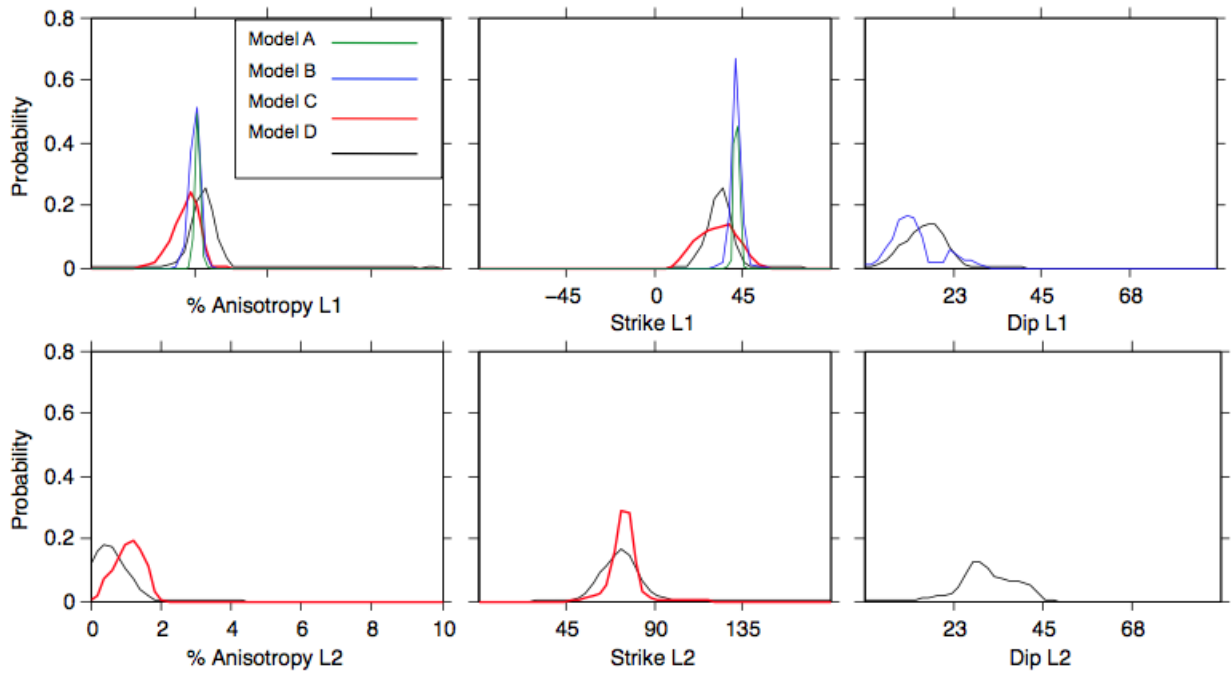 0.8
0.6
0.4
0.2
0
Probability
Model A
Model B
Model C
Model D
% Anisotropy L1
−45 0 45
Strike L1
23 45 68
Dip L1
0.8
0.6
0.4
0.2
0
Probability
0 2 4 6 8 10
% Anisotropy L2
45 90 135
Strike L2
23 45 68
Dip L2